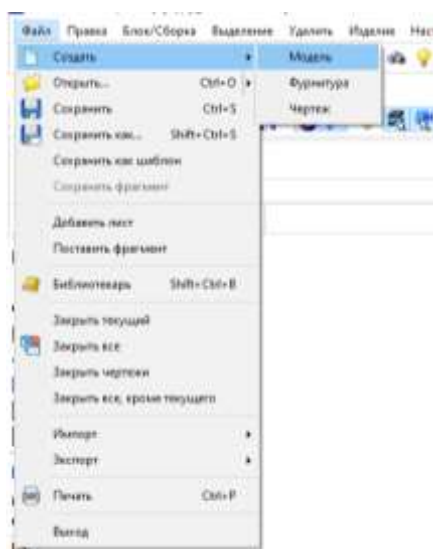 Файл Правка Блок/Сборка Выделение Удалить Изделие
Создать Модель
Открыть... Ctrl+O Фурнитура
Сохранить Ctrl+S Чертеж
Сохранить как... Shift+Ctrl+S
Сохранить как шаблон
Сохранить фрагмент
Добавить лист
Поставить фрагмент
Библиотекарь Shift+Ctrl+B
Закрыть текущий
Закрыть все
Закрыть чертежи
Закрыть все, кроме текущего
Импорт
Экспорт
Печать Ctrl+P
Выход